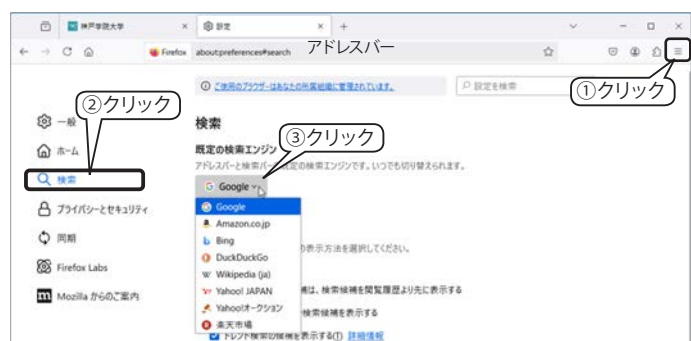 神戸学院大学 × 設定 × +
Firefox about:preferences#search アドレスバー
ご使用のブラウザーはあなたの所属組織に管理されています。 設定を検索
①クリック
②クリック
一般
ホーム
検索
プライバシーとセキュリティ
同期
Firefox Labs
Mozilla からのご案内
検索
③クリック
既定の検索エンジン
アドレスバーと検索バーの既定の検索エンジンです。いつでも切り替えられます。
Google
Google
Amazon.co.jp
Bing
の表示方法を選択してください。
DuckDuckGo
Wikipedia (ja)
Yahoo! JAPAN
は、検索候補を閲覧履歴より先に表示する
Yahoo!オークション
検索候補を表示する
楽天市場
トレンド検索の候補を表示する(T) 詳細情報